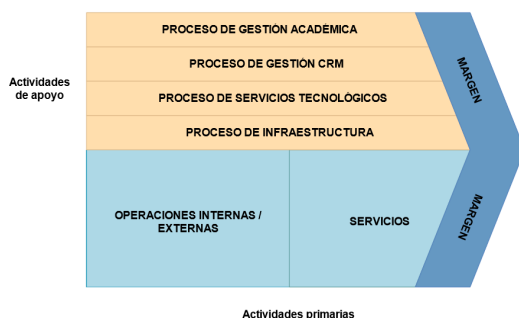 PROCESO DE GESTIÓN ACADÉMICA
PROCESO DE GESTIÓN CRM
Actividades
de apoyo
PROCESO DE SERVICIOS TECNOLÓGICOS
PROCESO DE INFRAESTRUCTURA
MARGEN
OPERACIONES INTERNAS /
EXTERNAS
SERVICIOS
MARGEN
Actividades primarias